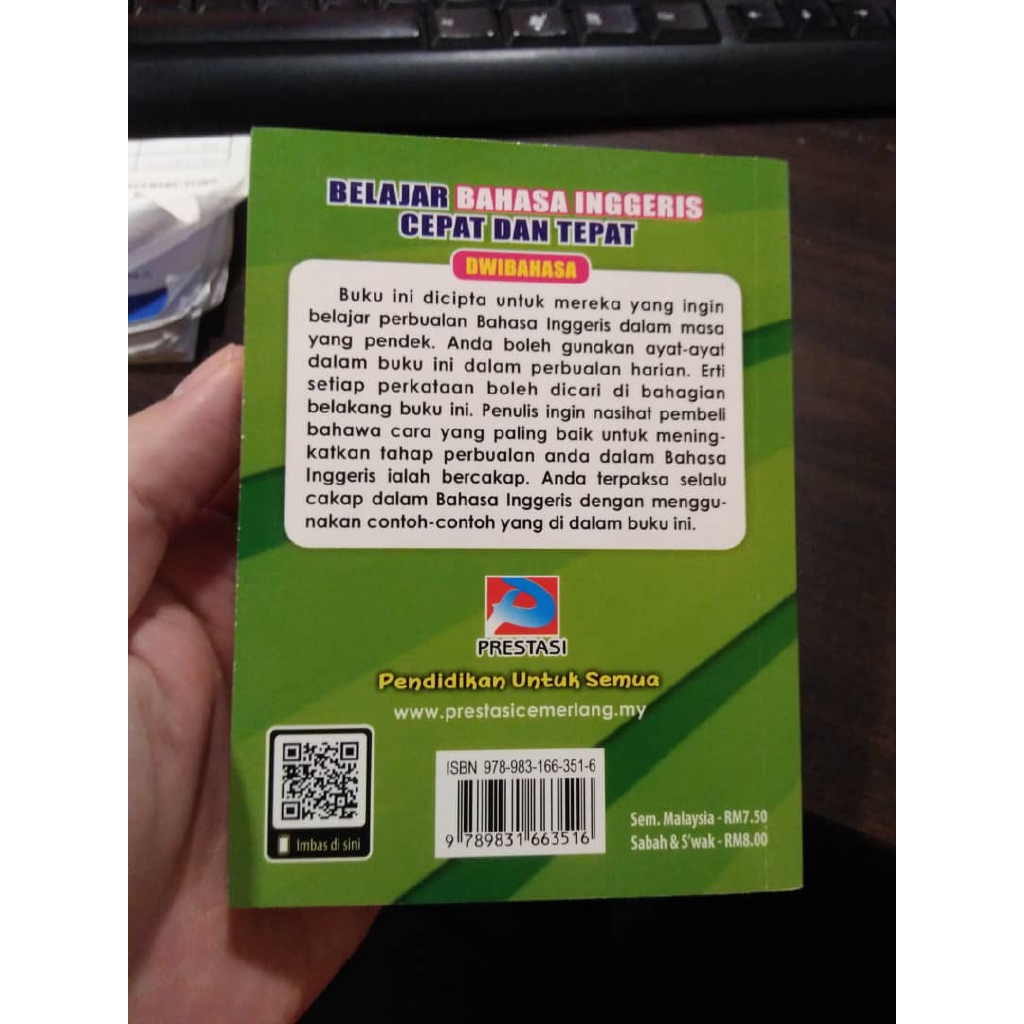 BELAJAR BAHASA INGGERIS
CEPAT DAN TEPAT
DWIBAHASA
Buku ini dicipta untuk mereka yang ingin
belajar perbualan Bahasa Inggeris dalam masa
yang pendek. Anda boleh gunakan ayat-ayat
dalam buku ini dalam perbualan harian. Erti
setiap perkataan boleh dicari di bahagian
belakang buku ini. Penulis ingin nasihat pembeli
bahawa cara yang paling baik untuk mening-
katkan tahap perbualan anda dalam Bahasa
Inggeris ialah bercakap. Anda terpaksa selalu
cakap dalam Bahasa Inggeris dengan menggu-
nakan contoh-contoh yang di dalam buku ini.
PRESTASI
Pendidikan Untuk Semua
www.prestasicemerlang.my
Imbas di sini
ISBN 978-983-166-351-6
9 789831 663516
Sem. Malaysia - RM7.50
Sabah & S'wak - RM8.00